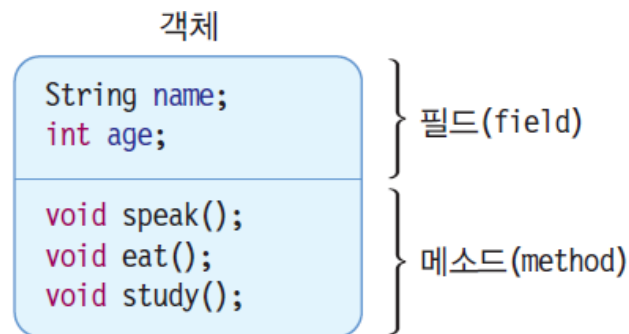 객체
String name;
int age;
필드(field)
void speak();
void eat();
void study();
메소드(method)